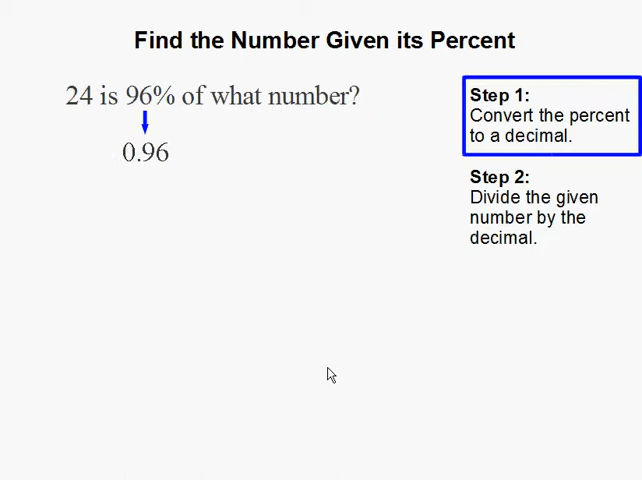 Find the Number Given its Percent
24 is 96% of what number?
0.96
Step 1:
Convert the percent
to a decimal.
Step 2:
Divide the given
number by the
decimal.